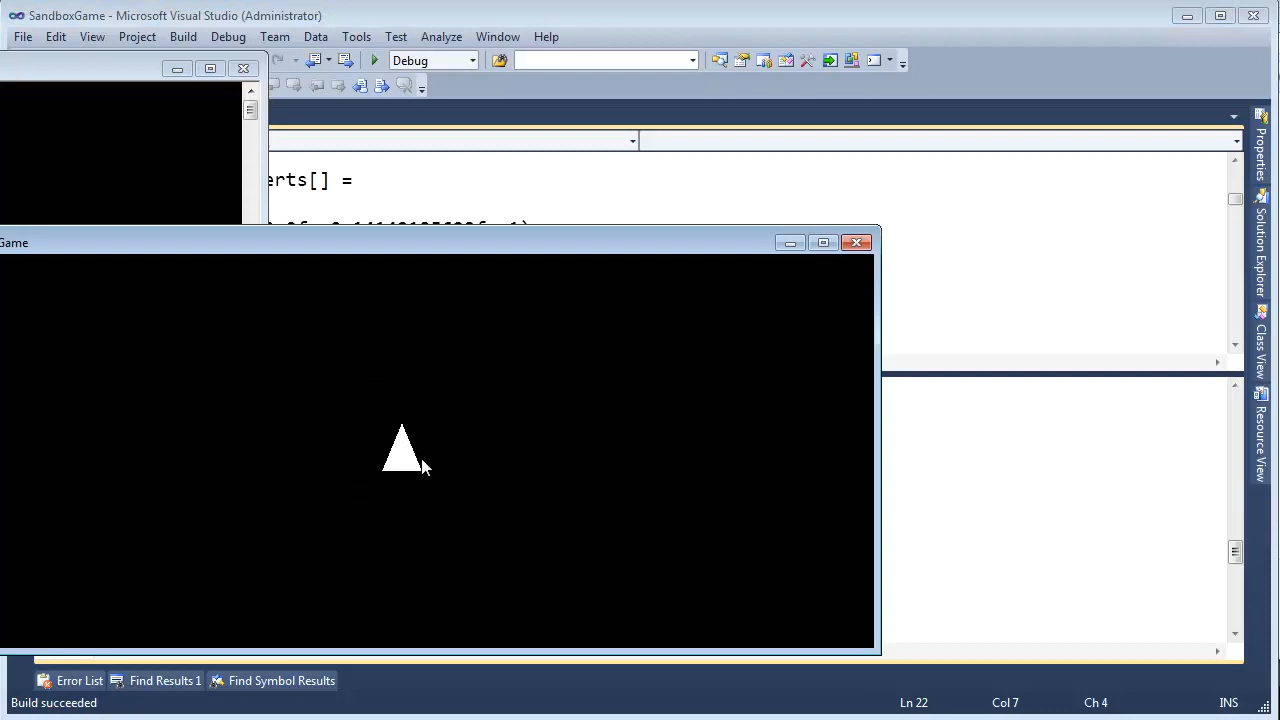 SandboxGame - Microsoft Visual Studio (Administrator)
File Edit View Project Build Debug Team Data Tools Test Analyze Window Help
Debug
erts[] =
Game
Properties
Solution Explorer
Class View
Resource View
Error List Find Results 1 Find Symbol Results
Build succeeded Ln 22 Col 7 Ch 4 INS